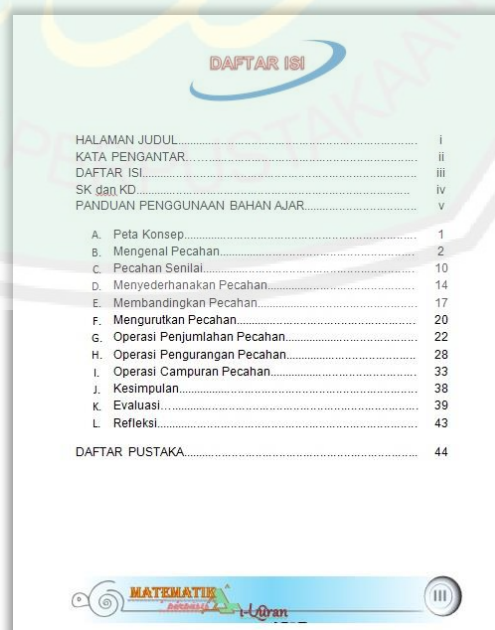 DAFTAR ISI
HALAMAN JUDUL.................................................................. i
KATA PENGANTAR............................................................... ii
DAFTAR ISI........................................................................... iii
SK dan KD............................................................................. iv
PANDUAN PENGGUNAAN BAHAN AJAR............................... v
A. Peta Konsep................................................................ 1
B. Mengenal Pecahan...................................................... 2
C. Pecahan Senilai.......................................................... 10
D. Menyederhanakan Pecahan......................................... 14
E. Membandingkan Pecahan............................................ 17
F. Mengurutkan Pecahan................................................. 20
G. Operasi Penjumlahan Pecahan.................................... 22
H. Operasi Pengurangan Pecahan.................................... 28
I. Operasi Campuran Pecahan......................................... 33
J. Kesimpulan.................................................................. 38
K. Evaluasi...................................................................... 39
L. Refleksi....................................................................... 43
DAFTAR PUSTAKA................................................................ 44
MATEMATIK
berbasis
i-Quran
III